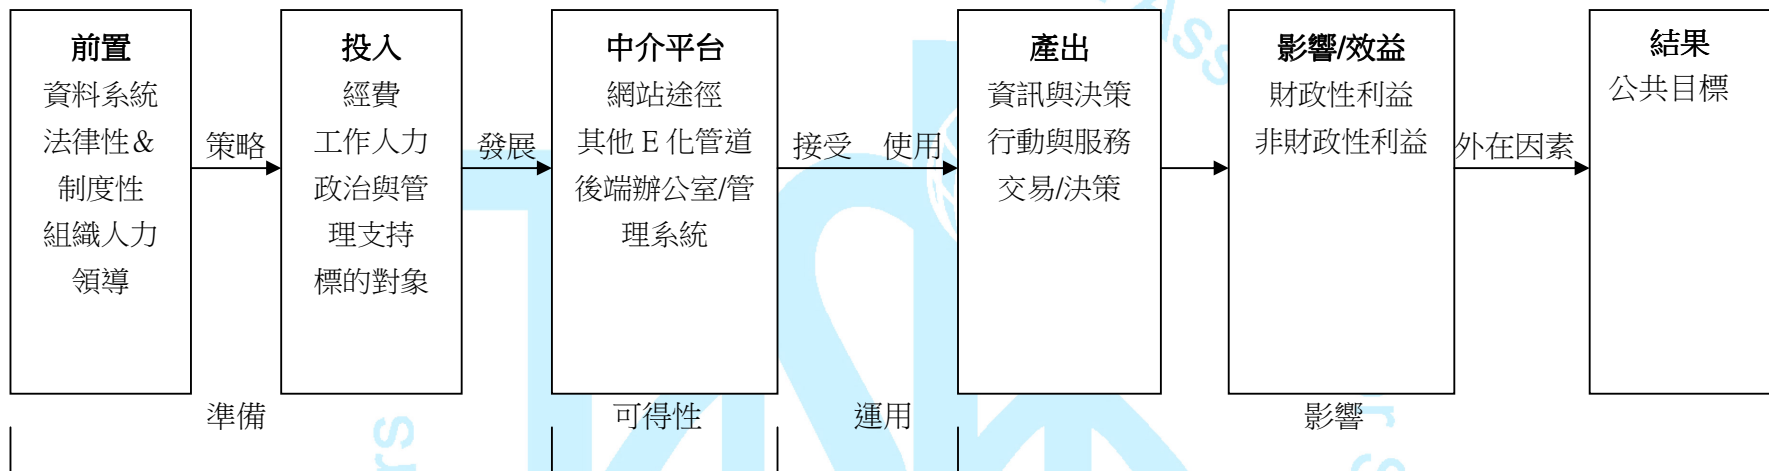 前置
資料系統
法律性&
制度性
組織人力
領導
策略
投入
經費
工作人力
政治與管
理支持
標的對象
發展
中介平台
網站途徑
其他 E 化管道
後端辦公室/管
理系統
接受 使用
產出
資訊與決策
行動與服務
交易/決策
影響/效益
財政性利益
非財政性利益
外在因素
結果
公共目標
準備
可得性
運用
影響